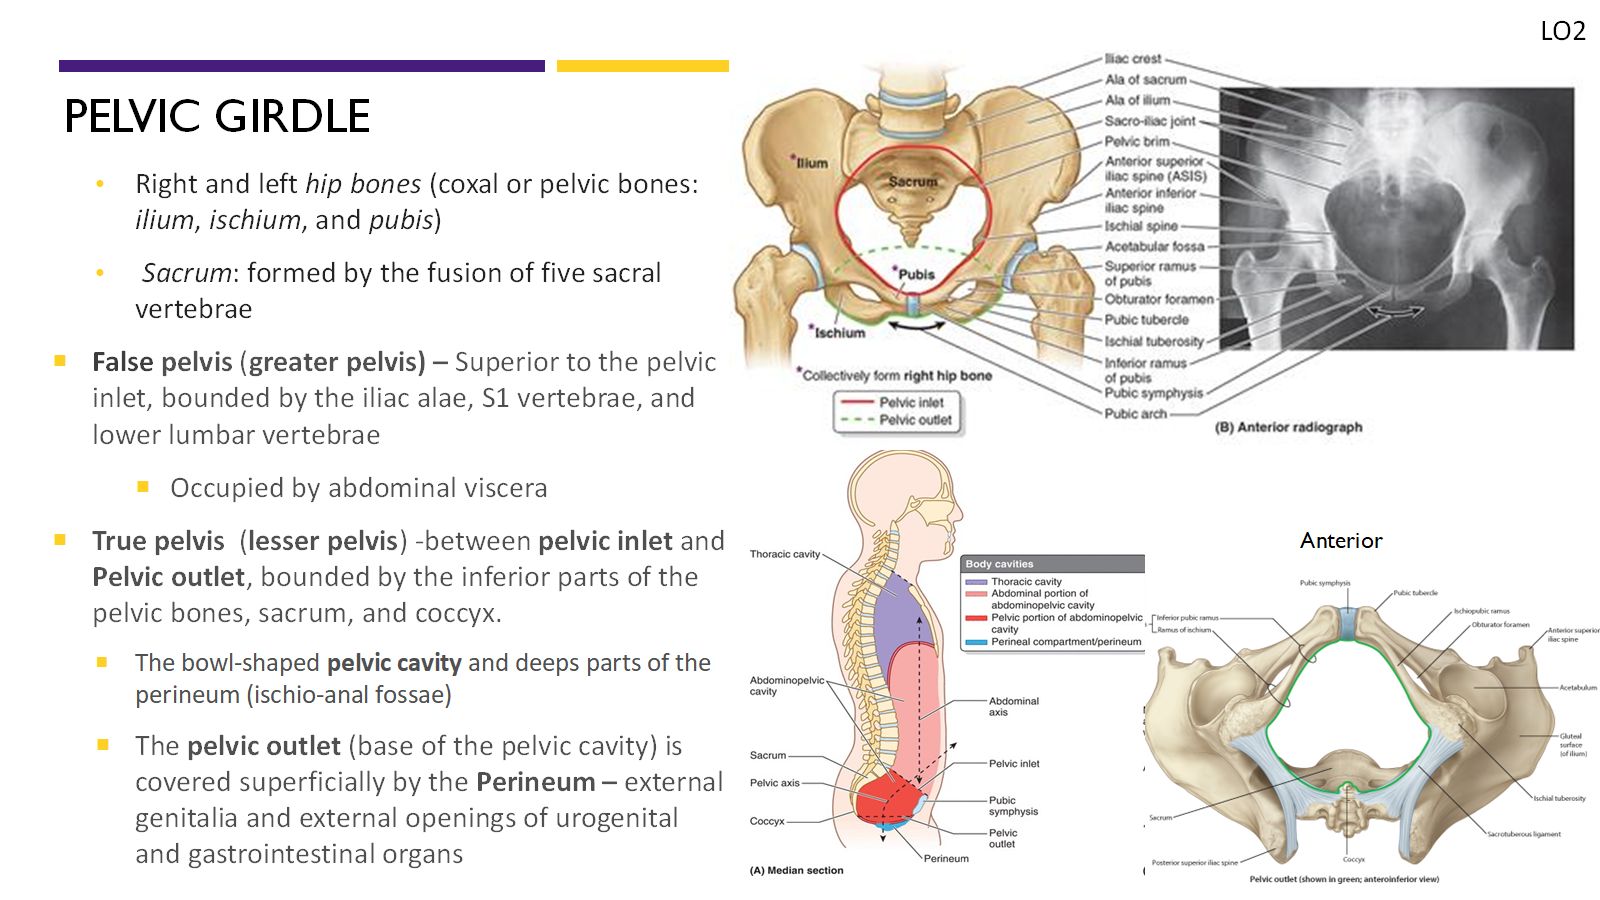 LO2
PELVIC GIRDLE
• Right and left hip bones (coxal or pelvic bones:
ilium, ischium, and pubis)
• Sacrum: formed by the fusion of five sacral
vertebrae
False pelvis (greater pelvis) – Superior to the pelvic
inlet, bounded by the iliac alae, S1 vertebrae, and
lower lumbar vertebrae
Occupied by abdominal viscera
True pelvis (lesser pelvis) -between pelvic inlet and
Pelvic outlet, bounded by the inferior parts of the
pelvic bones, sacrum, and coccyx.
The bowl-shaped pelvic cavity and deeps parts of the
perineum (ischio-anal fossae)
The pelvic outlet (base of the pelvic cavity) is
covered superficially by the Perineum – external
genitalia and external openings of urogenital
and gastrointestinal organs
*Ilium
Sacrum
*Pubis
*Ischium
*Collectively form right hip bone
Pelvic inlet
Pelvic outlet
Iliac crest
Ala of sacrum
Ala of ilium
Sacro-iliac joint
Pelvic brim
Anterior superior
iliac spine (ASIS)
Anterior inferior
iliac spine
Ischial spine
Acetabular fossa
Superior ramus
of pubis
Obturator foramen
Pubic tubercle
Ischial tuberosity
Inferior ramus
of pubis
Pubic symphysis
Pubic arch
(B) Anterior radiograph
Thoracic cavity
Abdominopelvic
cavity
Sacrum
Pelvic axis
Coccyx
Body cavities
Thoracic cavity
Abdominal portion of
abdominopelvic cavity
Pelvic portion of abdominopelvic
cavity
Perineal compartment/perineum
Abdominal
axis
Pelvic inlet
Pubic
symphysis
Pelvic
outlet
Perineum
(A) Median section
Anterior
Pubic symphysis
Pubic tubercle
Inferior pubic ramus
Ramus of ischium
Ischiopubic ramus
Obturator foramen
Anterior superior
iliac spine
Acetabulum
Gluteal
surface
(of ilium)
Ischial tuberosity
Sacrotuberous ligament
Sacrum
Coccyx
Posterior superior iliac spine
Pelvic outlet (shown in green; anteroinferior view)